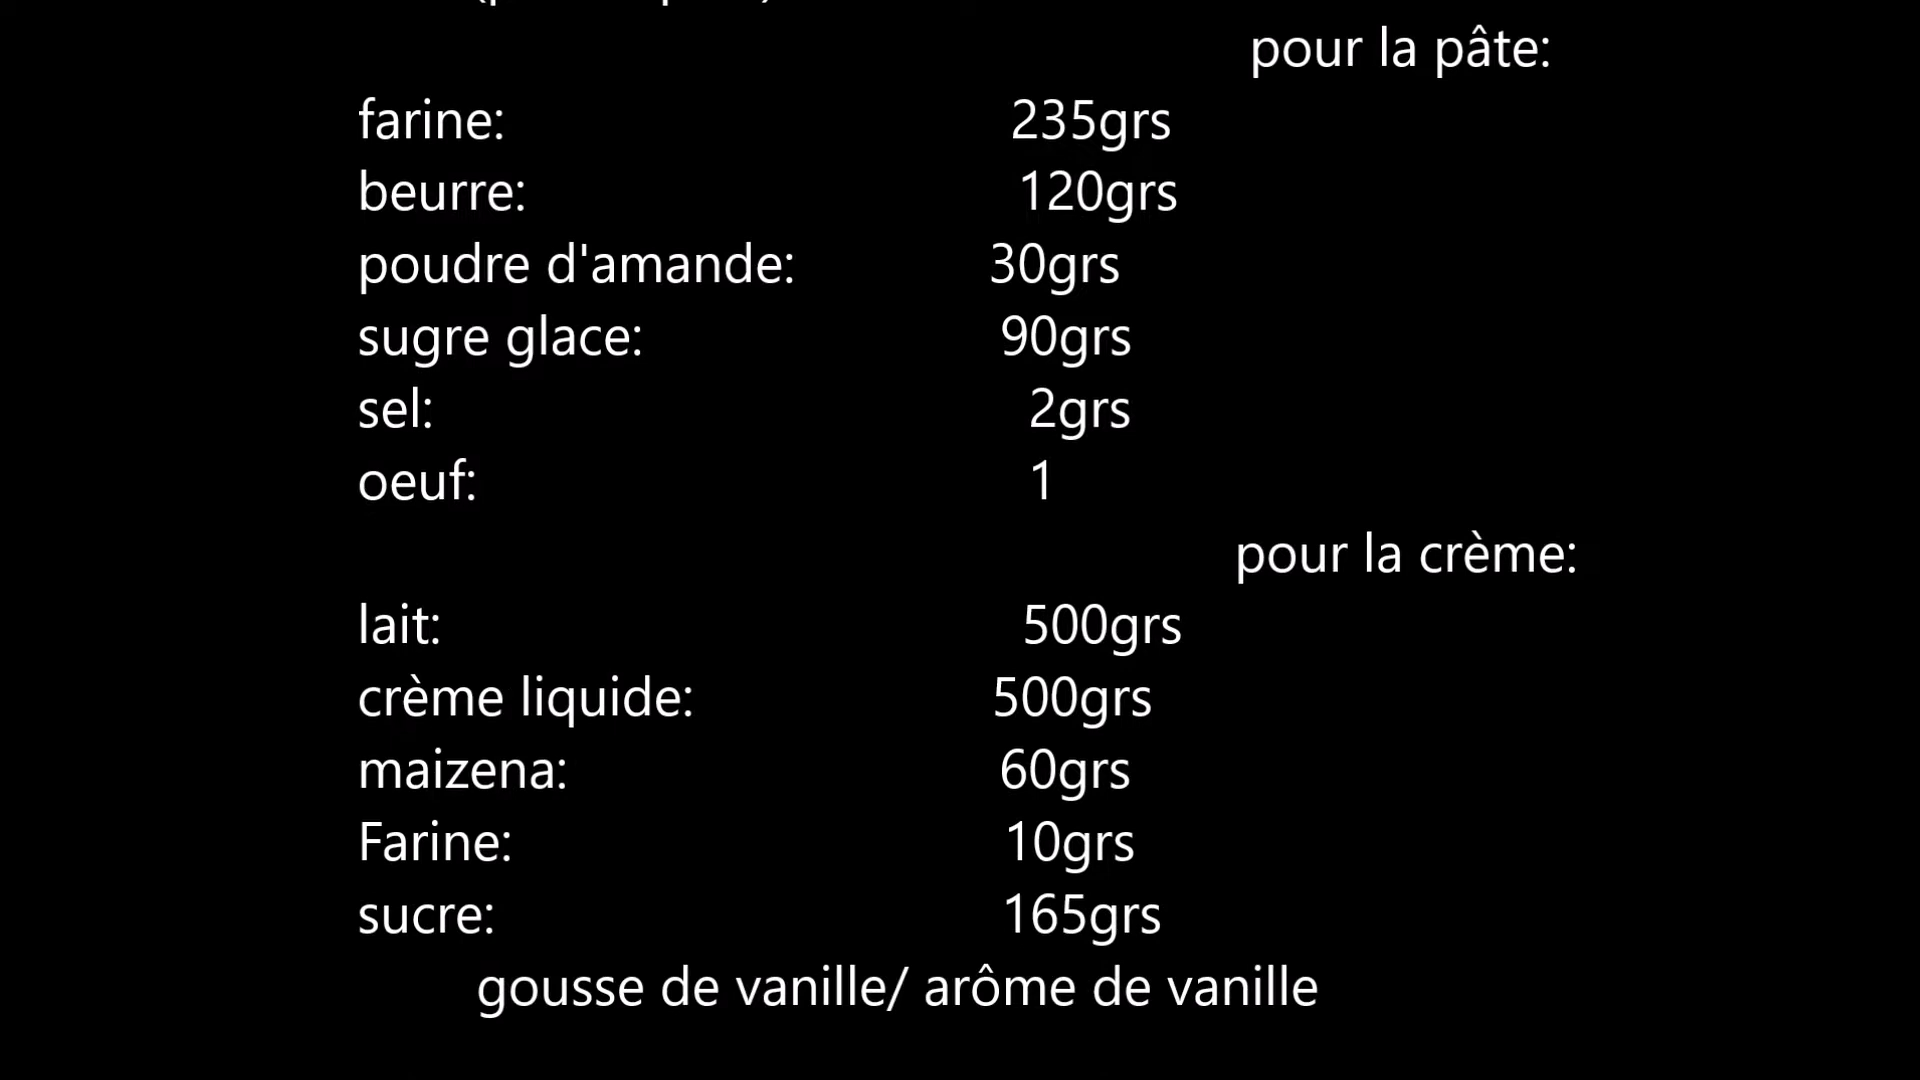 pour la pâte:
farine: 235grs
beurre: 120grs
poudre d'amande: 30grs
sugre glace: 90grs
sel: 2grs
oeuf: 1
pour la crème:
lait: 500grs
crème liquide: 500grs
maizena: 60grs
Farine: 10grs
sucre: 165grs
gousse de vanille/ arôme de vanille